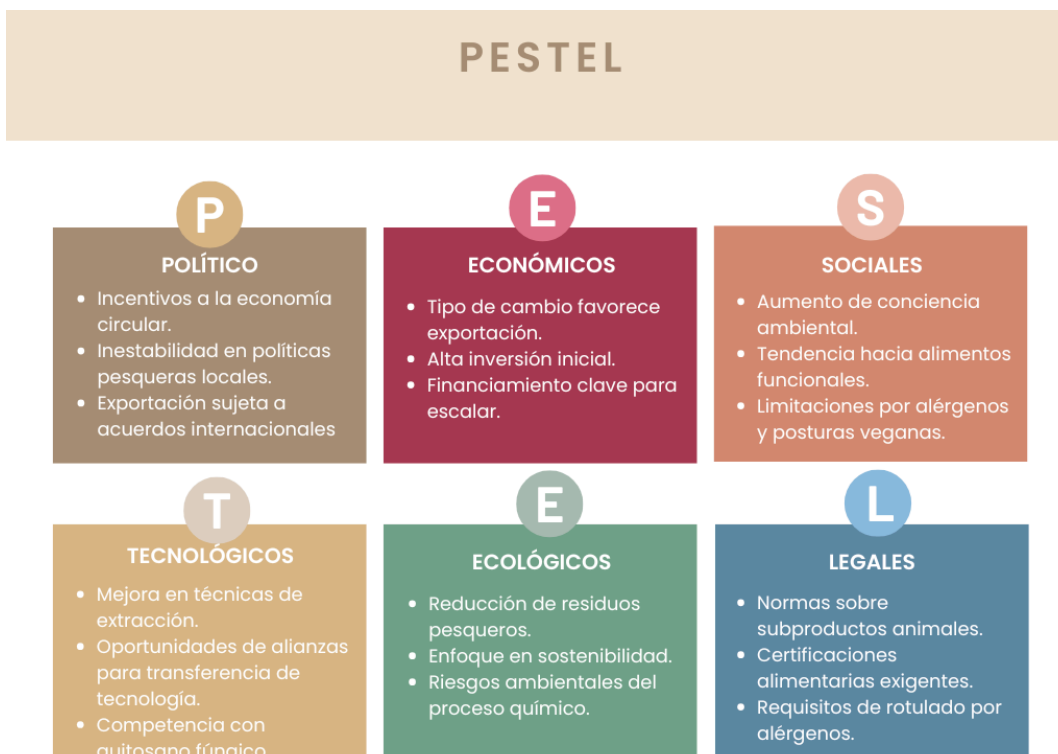 PESTEL
P
POLÍTICO
• Incentivos a la economía
circular.
• Inestabilidad en políticas
pesqueras locales.
• Exportación sujeta a
acuerdos internacionales
E
ECONÓMICOS
• Tipo de cambio favorece
exportación.
• Alta inversión inicial.
• Financiamiento clave para
escalar.
S
SOCIALES
• Aumento de conciencia
ambiental.
• Tendencia hacia alimentos
funcionales.
• Limitaciones por alérgenos
y posturas veganas.
T
TECNOLÓGICOS
• Mejora en técnicas de
extracción.
• Oportunidades de alianzas
para transferencia de
tecnología.
• Competencia con
quitosano fúngico
E
ECOLÓGICOS
• Reducción de residuos
pesqueros.
• Enfoque en sostenibilidad.
• Riesgos ambientales del
proceso químico.
L
LEGALES
• Normas sobre
subproductos animales.
• Certificaciones
alimentarias exigentes.
• Requisitos de rotulado por
alérgenos.